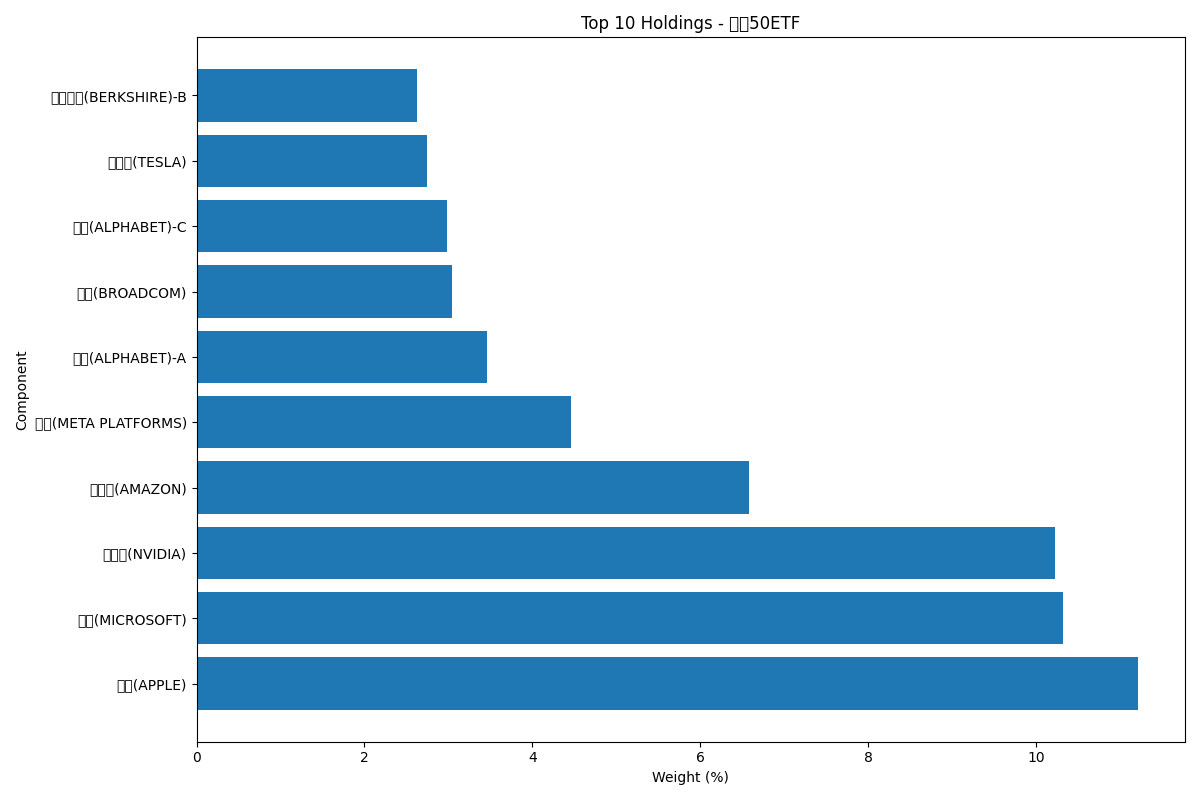 Top 10 Holdings - 50ETF
(BERKSHIRE)-B
(TESLA)
(ALPHABET)-C
(BROADCOM)
(ALPHABET)-A
(META PLATFORMS)
(AMAZON)
(NVIDIA)
(MICROSOFT)
(APPLE)
Component
0 2 4 6 8 10
Weight (%)